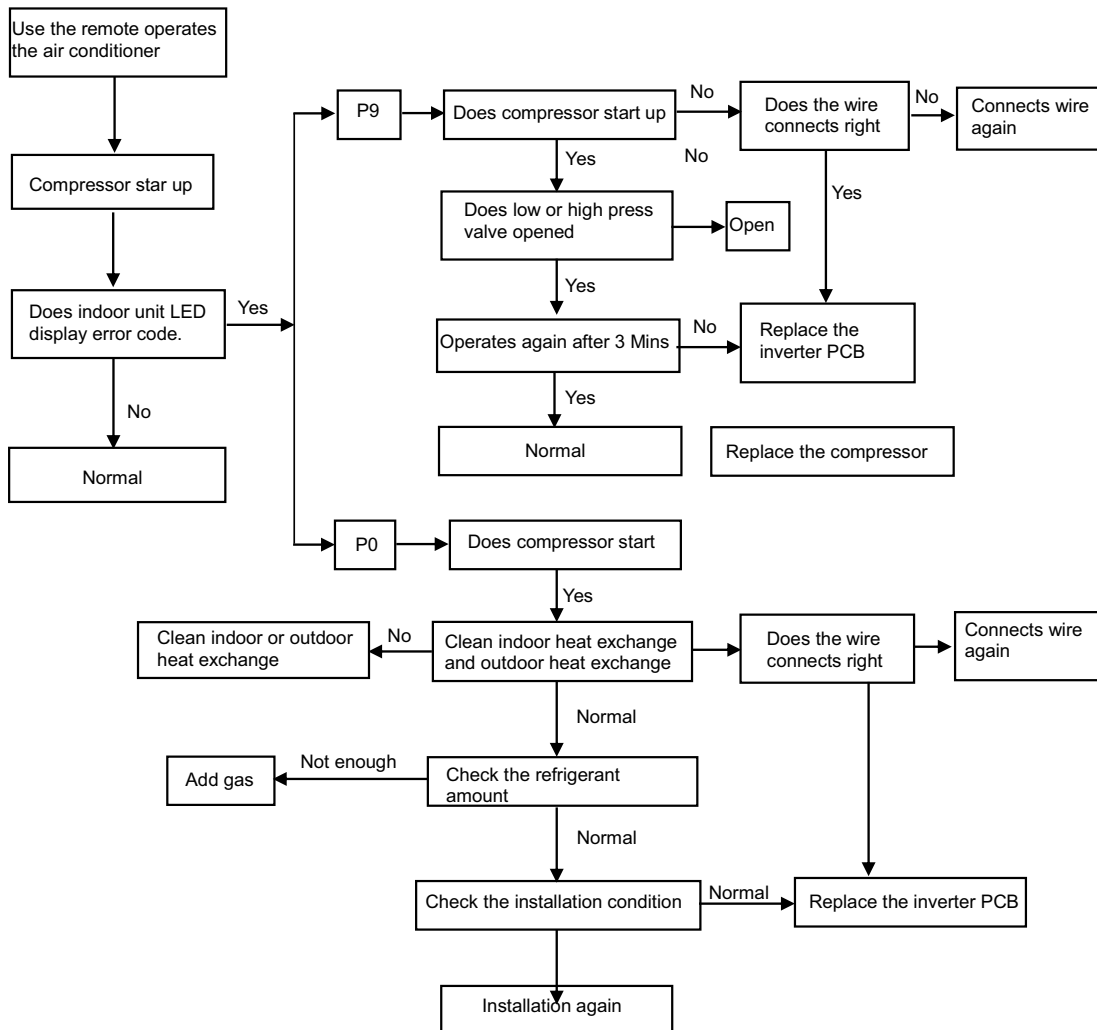 Use the remote operates
the air conditioner
Compressor star up
Does indoor unit LED
display error code.
Yes
No
Normal
P9
Does compressor start up
No
Does the wire
connects right
No
Connects wire
again
Yes
No
Yes
Does low or high press
valve opened
Open
Yes
Operates again after 3 Mins
No
Replace the
inverter PCB
Yes
Normal
Replace the compressor
P0
Does compressor start
Yes
Clean indoor or outdoor
heat exchange
No
Clean indoor heat exchange
and outdoor heat exchange
Does the wire
connects right
Connects wire
again
Normal
Add gas
Not enough
Check the refrigerant
amount
Normal
Check the installation condition
Normal
Replace the inverter PCB
Installation again